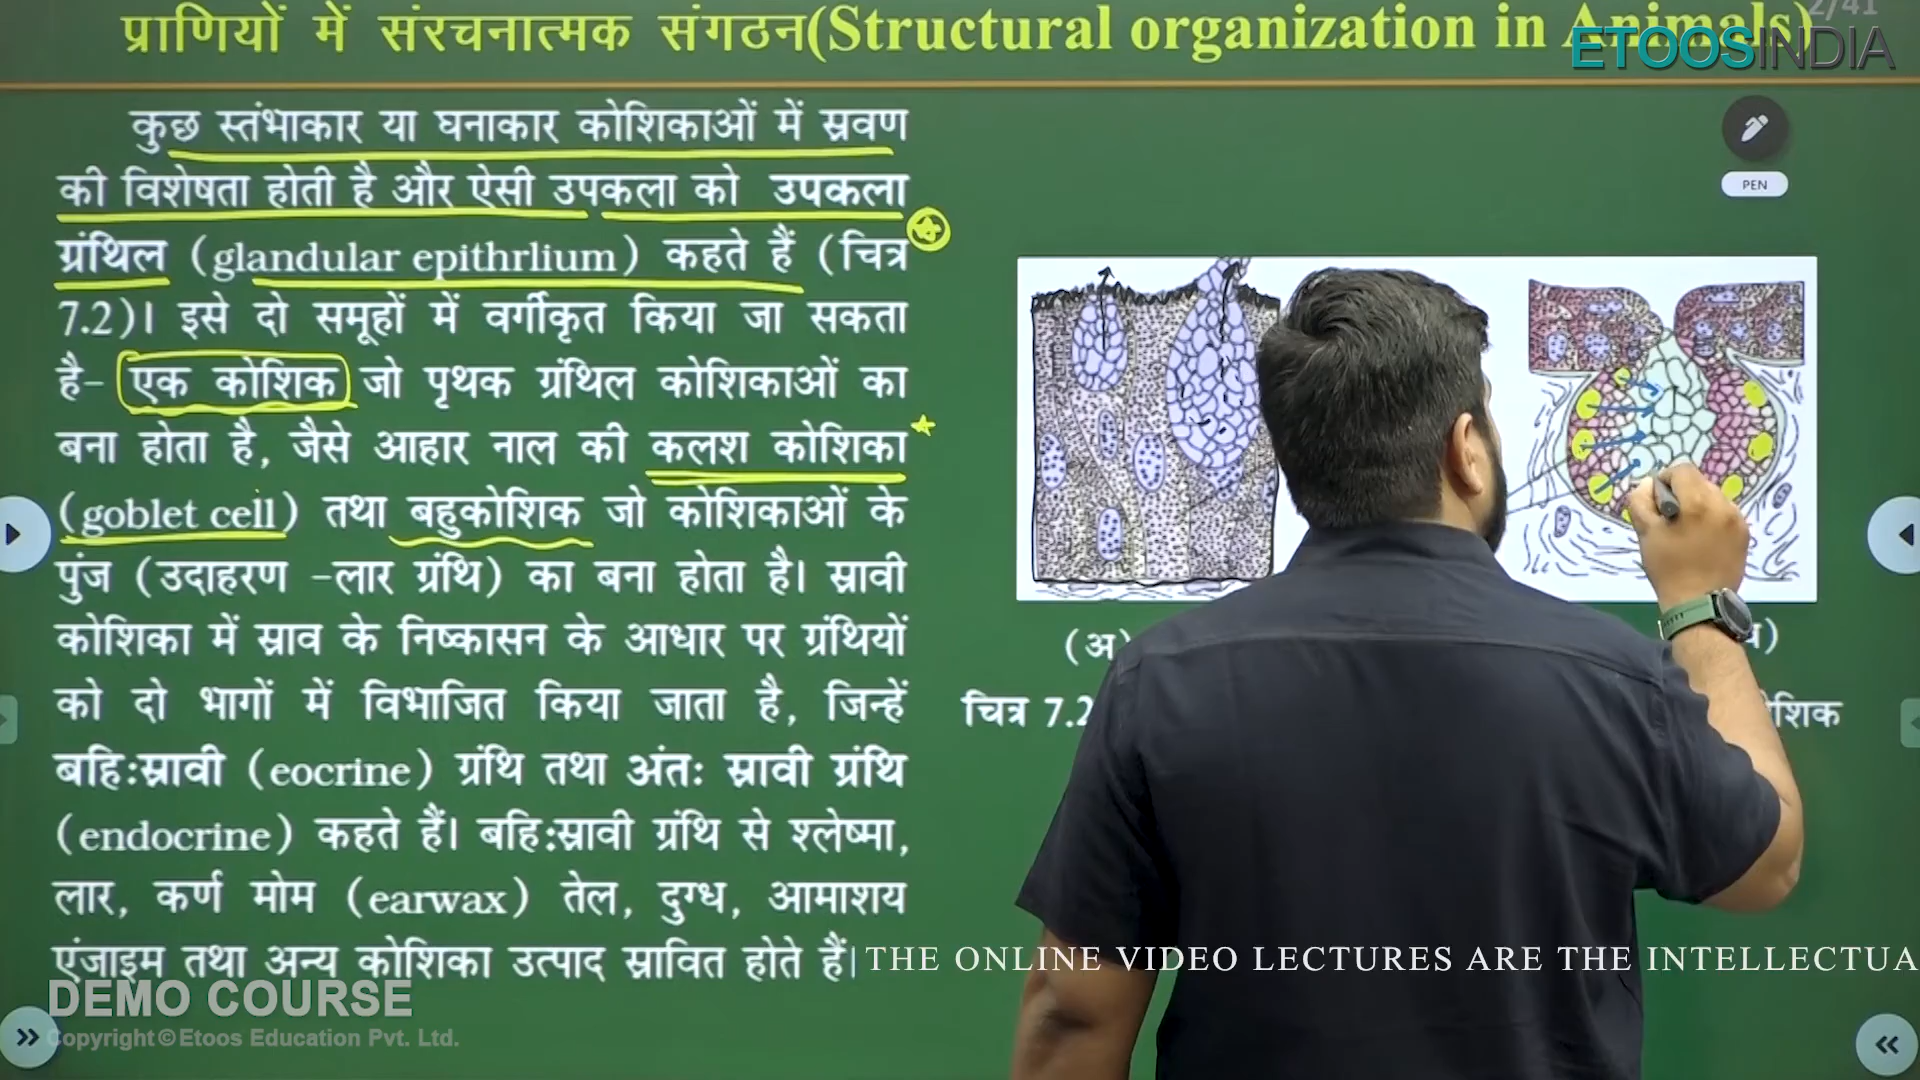 2/41
प्राणियों में संरचनात्मक संगठन(Structural organization in Animals)
ETOOSINDIA
PEN
कुछ स्तंभाकार या घनाकार कोशिकाओं में स्रवण
की विशेषता होती है और ऐसी उपकला को उपकला
ग्रंथिल (glandular epithrlium) कहते हैं (चित्र
7.2)। इसे दो समूहों में वर्गीकृत किया जा सकता
है– एक कोशिक जो पृथक ग्रंथिल कोशिकाओं का
बना होता है, जैसे आहार नाल की कलश कोशिका
(goblet cell) तथा बहुकोशिक जो कोशिकाओं के
पुंज (उदाहरण –लार ग्रंथि) का बना होता है। स्रावी
कोशिका में स्राव के निष्कासन के आधार पर ग्रंथियों
को दो भागों में विभाजित किया जाता है, जिन्हें
बहि:स्रावी (eocrine) ग्रंथि तथा अंत: स्रावी ग्रंथि
(endocrine) कहते हैं। बहि:स्रावी ग्रंथि से श्लेष्मा,
लार, कर्ण मोम (earwax) तेल, दुग्ध, आमाशय
एंजाइम तथा अन्य कोशिका उत्पाद स्रावित होते हैं।
(अ)
चित्र 7.2
THE ONLINE VIDEO LECTURES ARE THE INTELLECTUA
DEMO COURSE
Copyright © Etoos Education Pvt. Ltd.